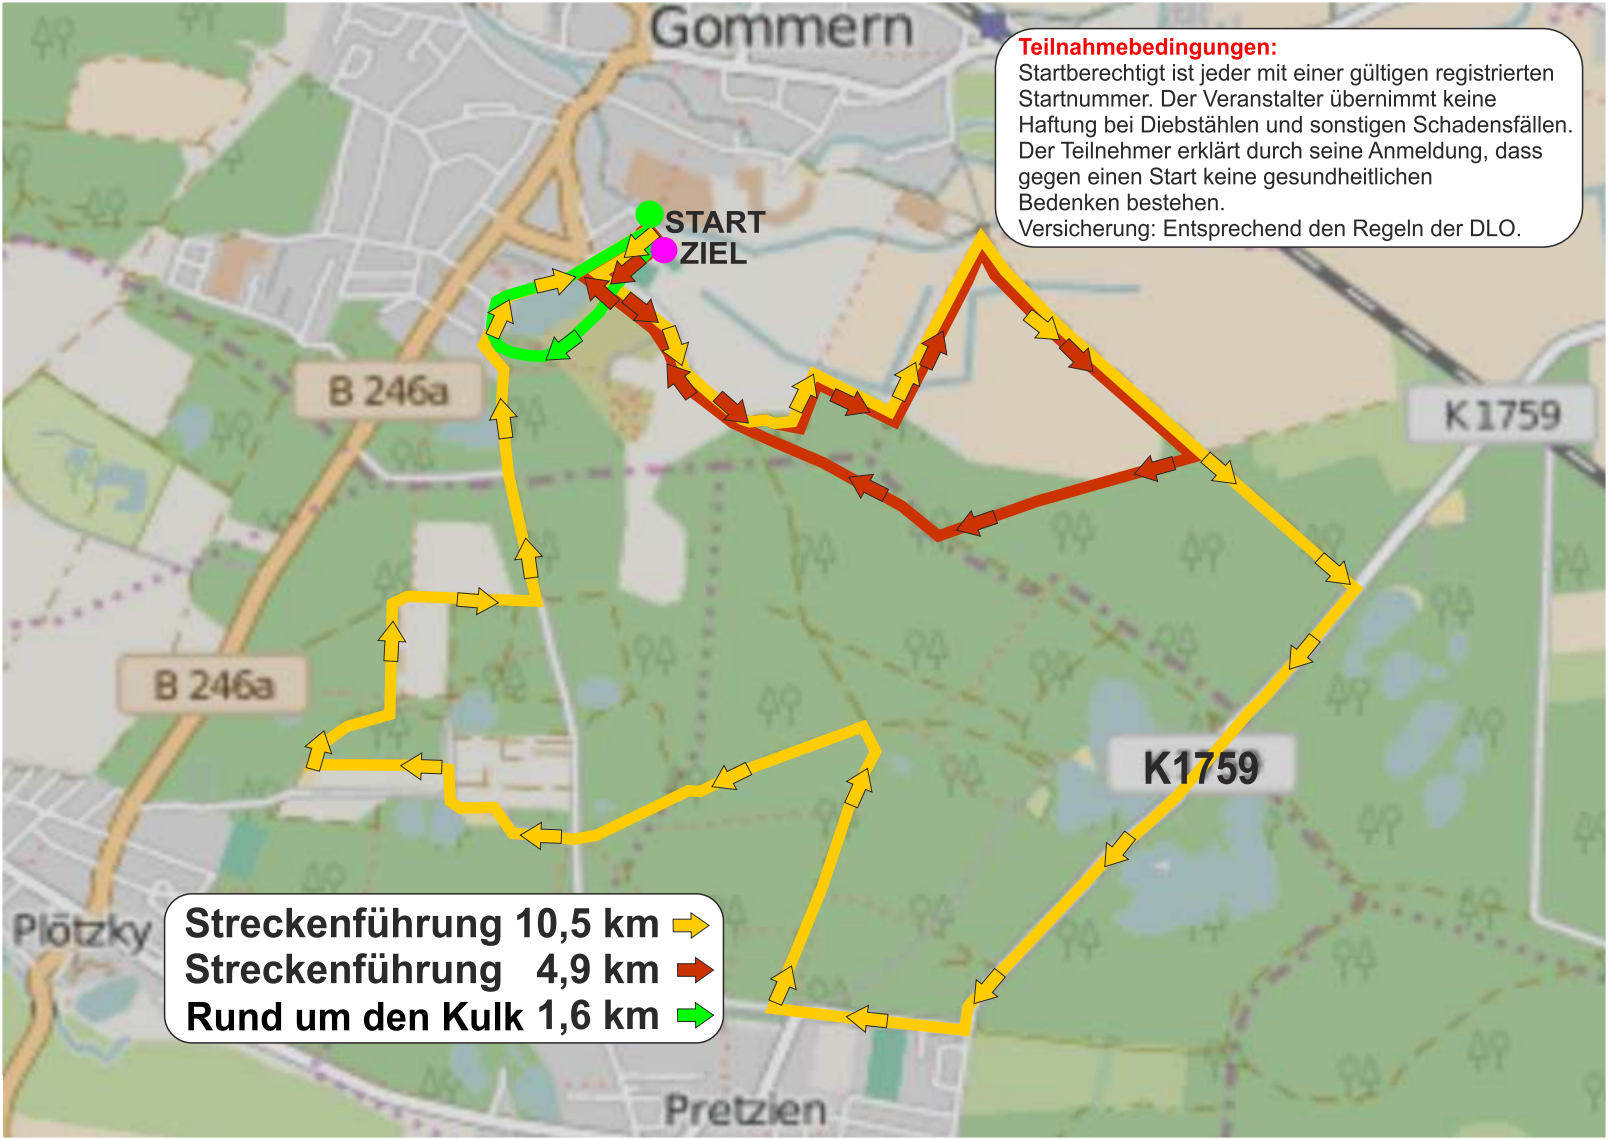 Gommern
Teilnahmebedingungen:
Startberechtigt ist jeder mit einer gültigen registrierten
Startnummer. Der Veranstalter übernimmt keine
Haftung bei Diebstählen und sonstigen Schadensfällen.
Der Teilnehmer erklärt durch seine Anmeldung, dass
gegen einen Start keine gesundheitlichen
Bedenken bestehen.
Versicherung: Entsprechend den Regeln der DLO.
START
ZIEL
B 246a
K 1759
B 246a
K1759
Plötzky
Streckenführung 10,5 km
Streckenführung 4,9 km
Rund um den Kulk 1,6 km
Pretzien